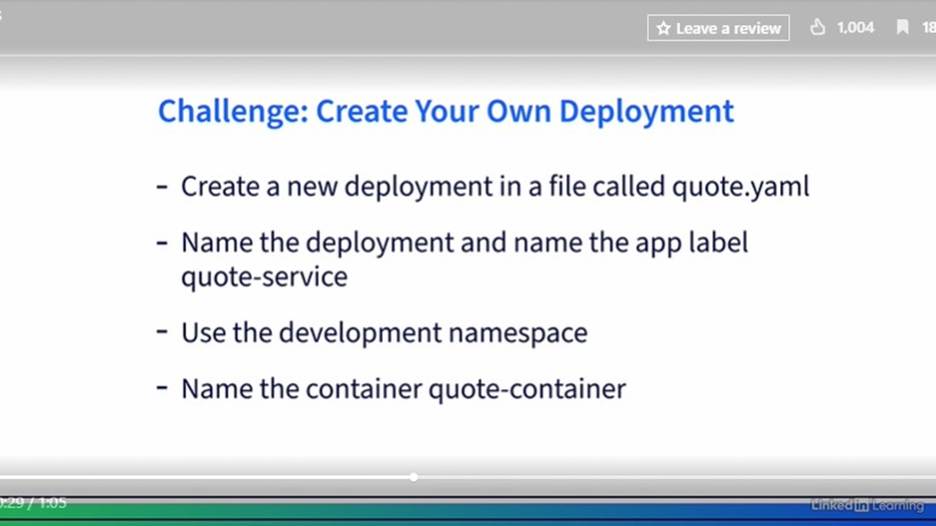 Leave a review 1,004 18
Challenge: Create Your Own Deployment
- Create a new deployment in a file called quote.yaml
- Name the deployment and name the app label
quote-service
- Use the development namespace
- Name the container quote-container
0:29 / 1:05
Linked in Learning